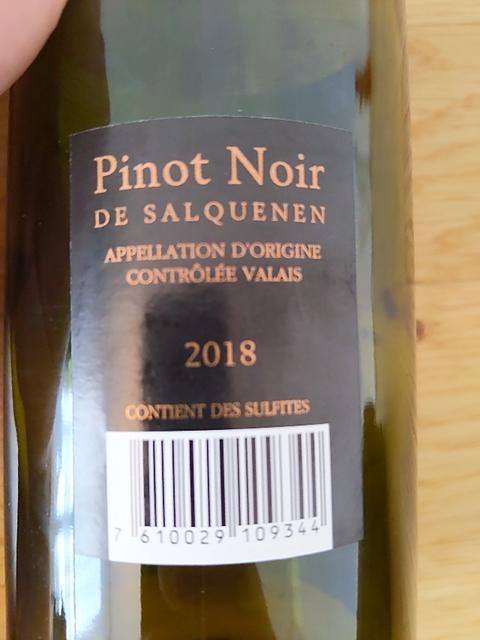 Pinot Noir
DE SALQUENEN
APPELLATION D'ORIGINE
CONTRÔLÉE VALAIS
2018
CONTIENT DES SULFITES
7 610029 109344